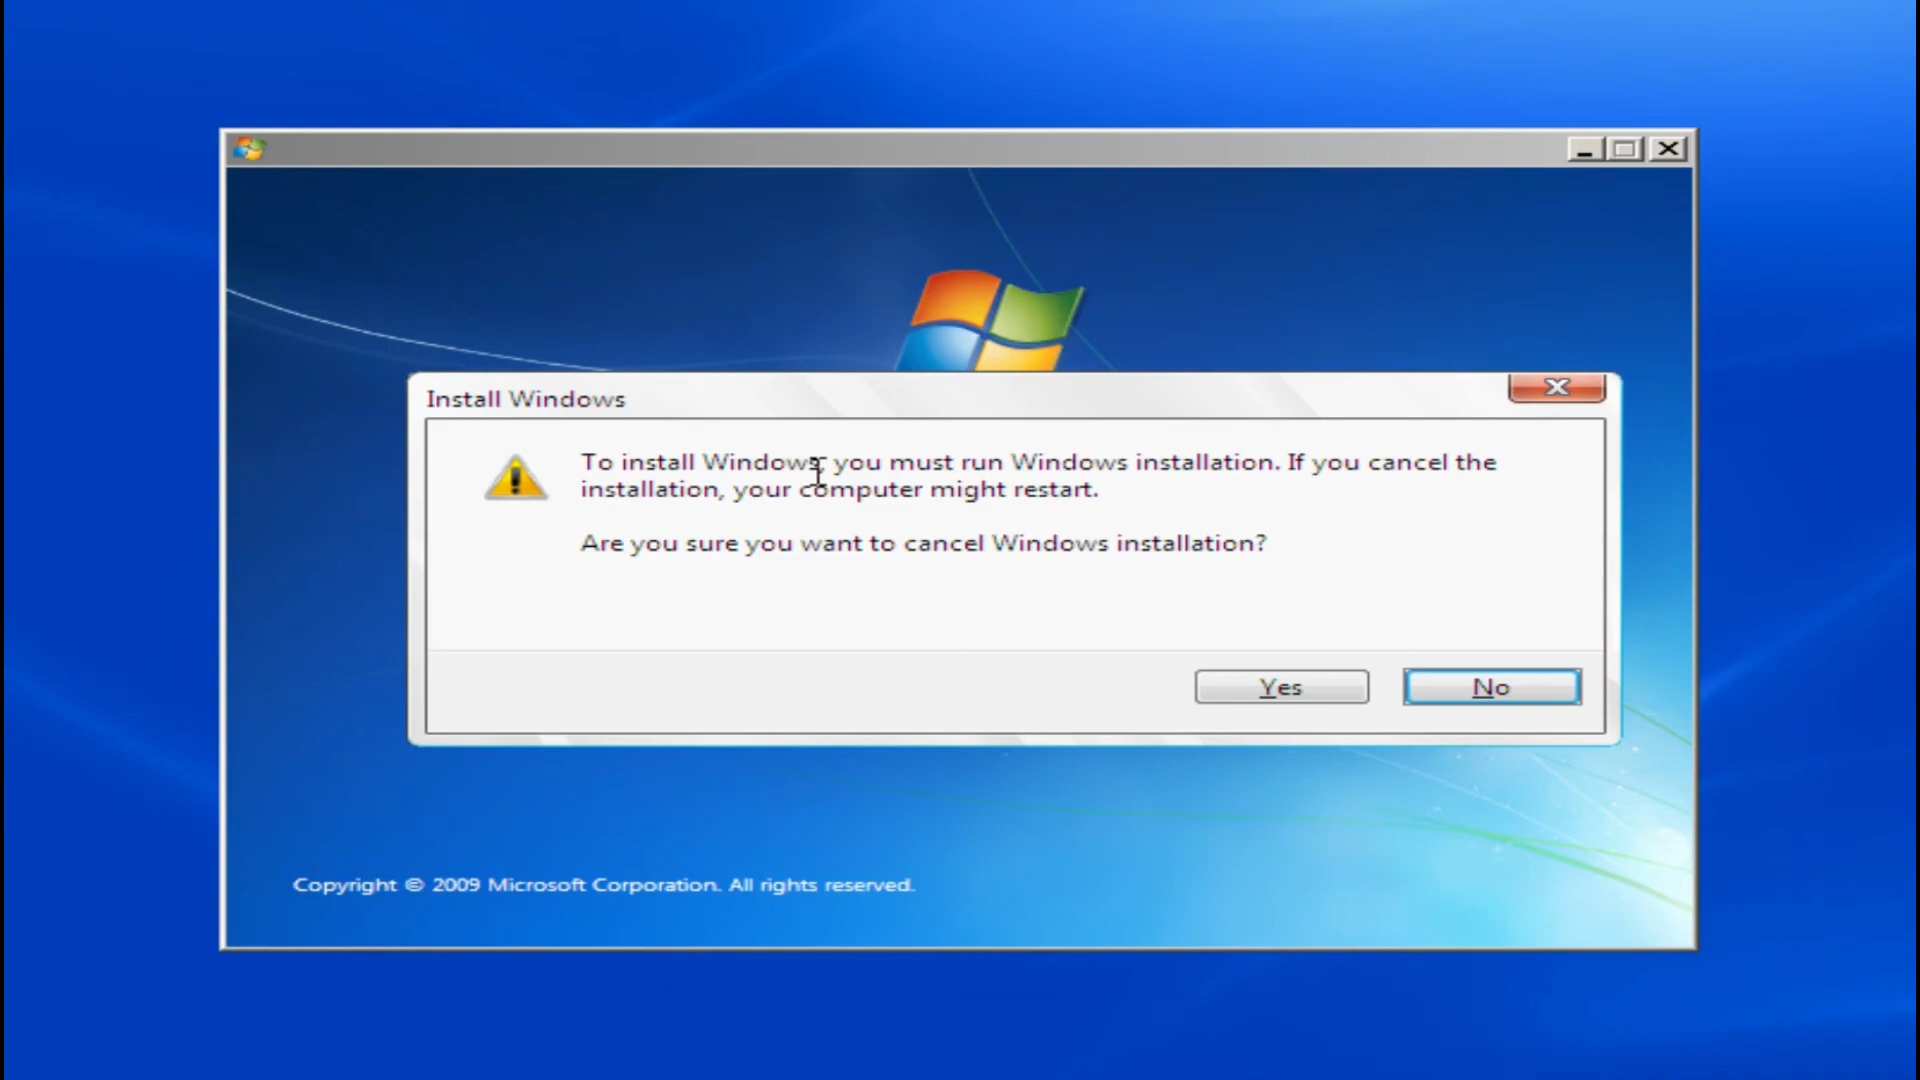 Install Windows
To install Windows, you must run Windows installation. If you cancel the
installation, your computer might restart.
Are you sure you want to cancel Windows installation?
Yes
No
Copyright © 2009 Microsoft Corporation. All rights reserved.